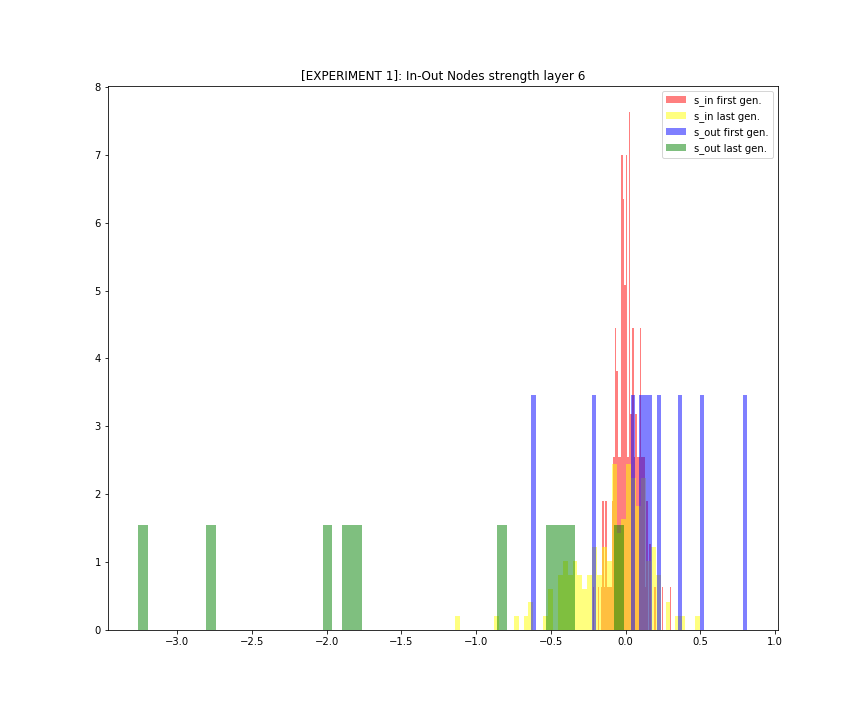 [EXPERIMENT 1]: In-Out Nodes strength layer 6
s_in first gen.
s_in last gen.
s_out first gen.
s_out last gen.
8
7
6
5
4
3
2
1
0
−3.0 −2.5 −2.0 −1.5 −1.0 −0.5 0.0 0.5 1.0